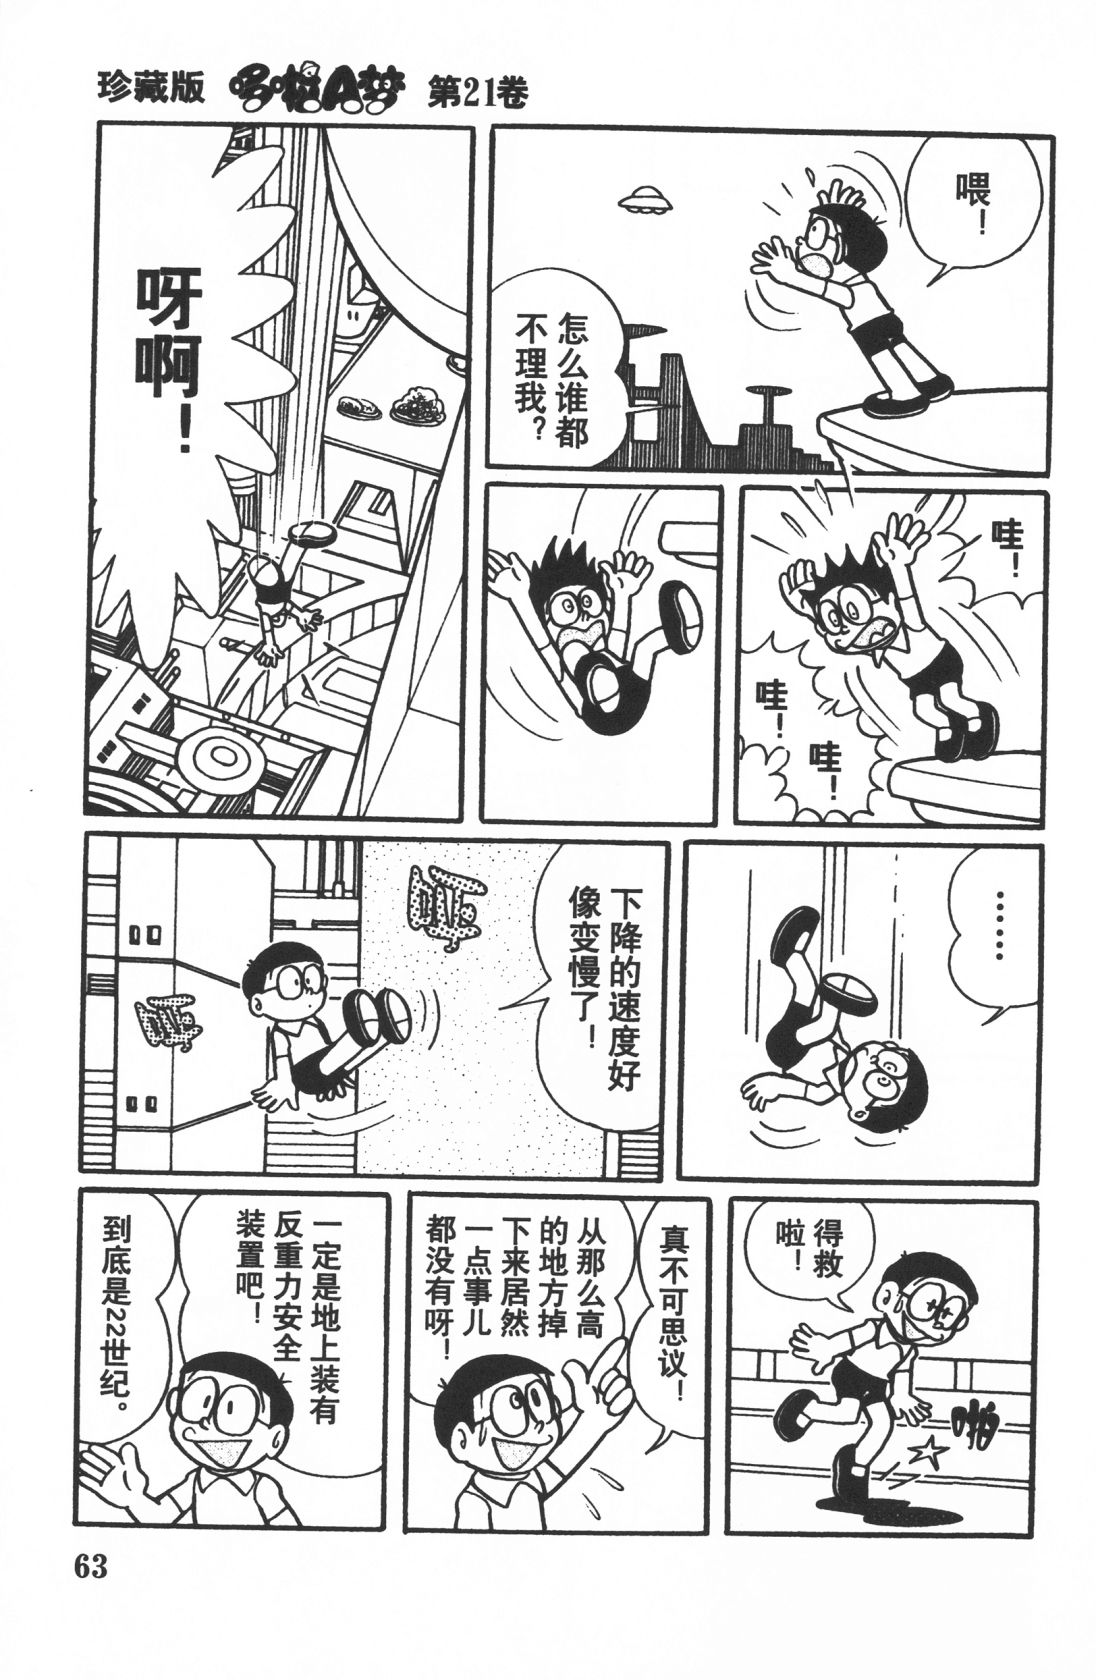 珍藏版 哆啦A梦 第21卷
喂！
怎么谁都
不理我？
哇！
哇！
哇！
呀
啊！
……
下降的速度好
像变慢了！
得救
啦！
啪
真不可思议！
从那么高
的地方掉
下来居然
一点事儿
都没有呀！
一定是地上装有
反重力安全
装置吧！
到底是22世纪。
63